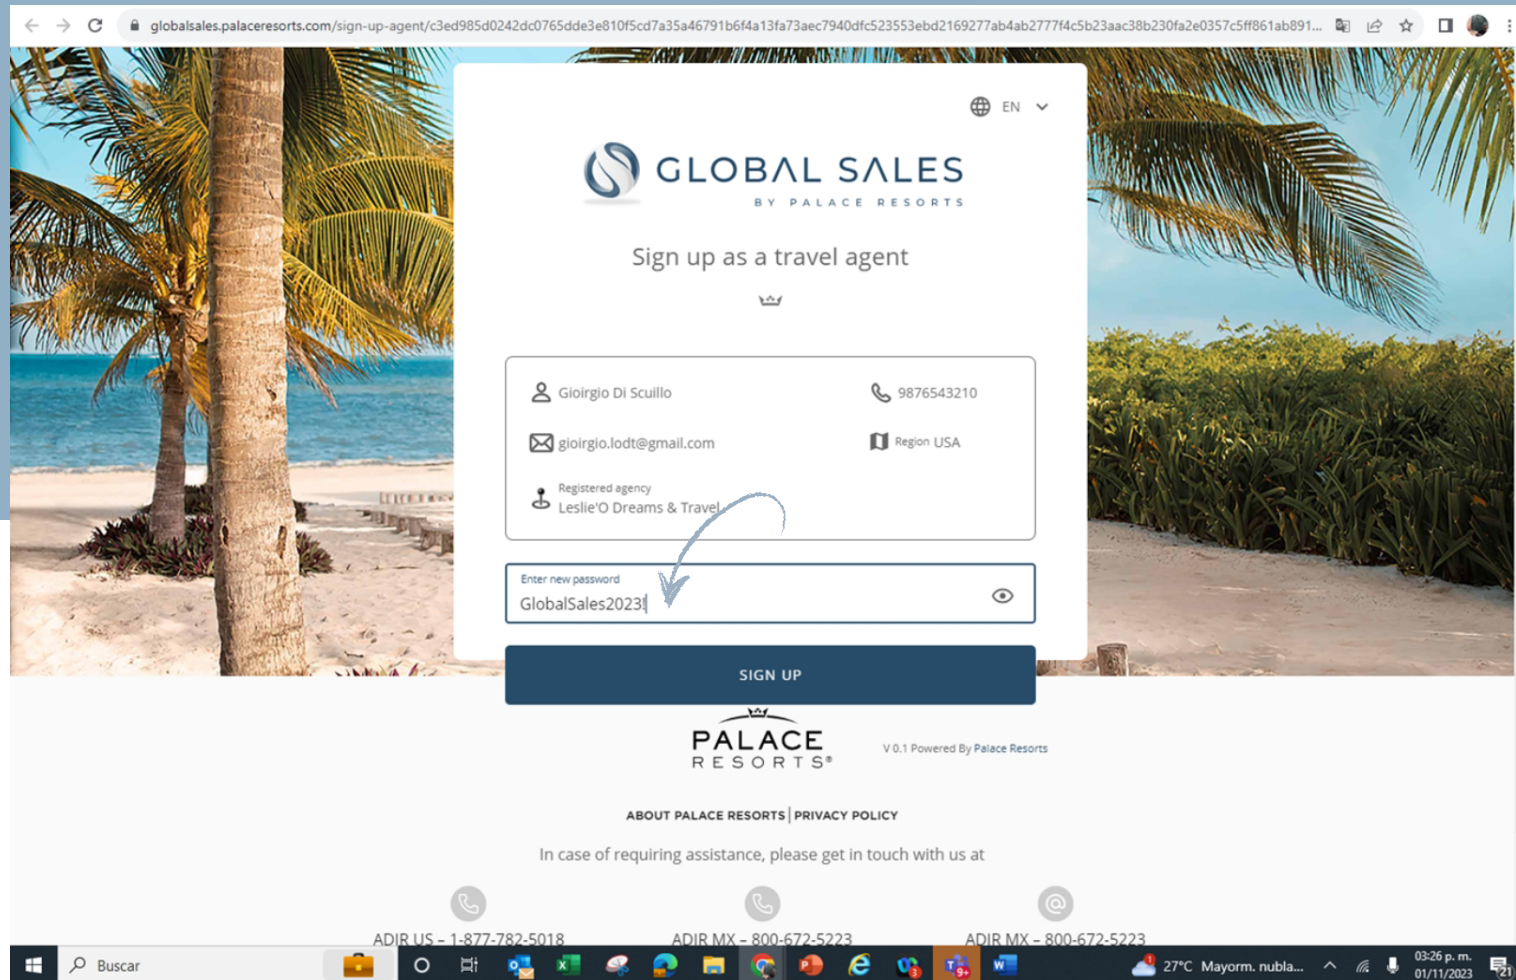 globalsales.palaceresorts.com/sign-up-agent/c3ed985d0242dc0765dde3e810f5cd7a35a46791b6f4a13fa73aec7940dfc523553ebd2169277ab4ab2777f4c5b23aac38b230fa2e0357c5ff861ab891...
EN
GLOBAL SALES
BY PALACE RESORTS
Sign up as a travel agent
Gioirgio Di Scuillo
9876543210
gioirgio.lodt@gmail.com
Region USA
Registered agency
Leslie'O Dreams & Travel
Enter new password
GlobalSales2023!
SIGN UP
PALACE
RESORTS®
V 0.1 Powered By Palace Resorts
ABOUT PALACE RESORTS | PRIVACY POLICY
In case of requiring assistance, please get in touch with us at
ADIR US – 1-877-782-5018
ADIR MX – 800-672-5223
ADIR MX – 800-672-5223
Buscar
27°C Mayorm. nubla...
03:26 p. m.
01/11/2023
21